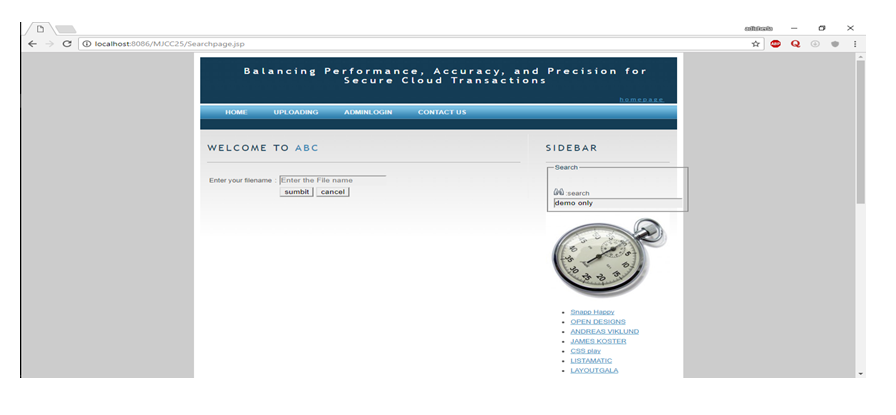 localhost:8086/MJCC25/Searchpage.jsp
ABP
Balancing Performance, Accuracy, and Precision for
Secure Cloud Transactions
homepage
HOME UPLOADING ADMINLOGIN CONTACT US
WELCOME TO ABC
Enter your filename : Enter the File name
sumbit cancel
SIDEBAR
Search
search
demo only
Snapp Happy
OPEN DESIGNS
ANDREAS VIKLUND
JAMES KOSTER
CSS play
LISTAMATIC
LAYOUTGALA